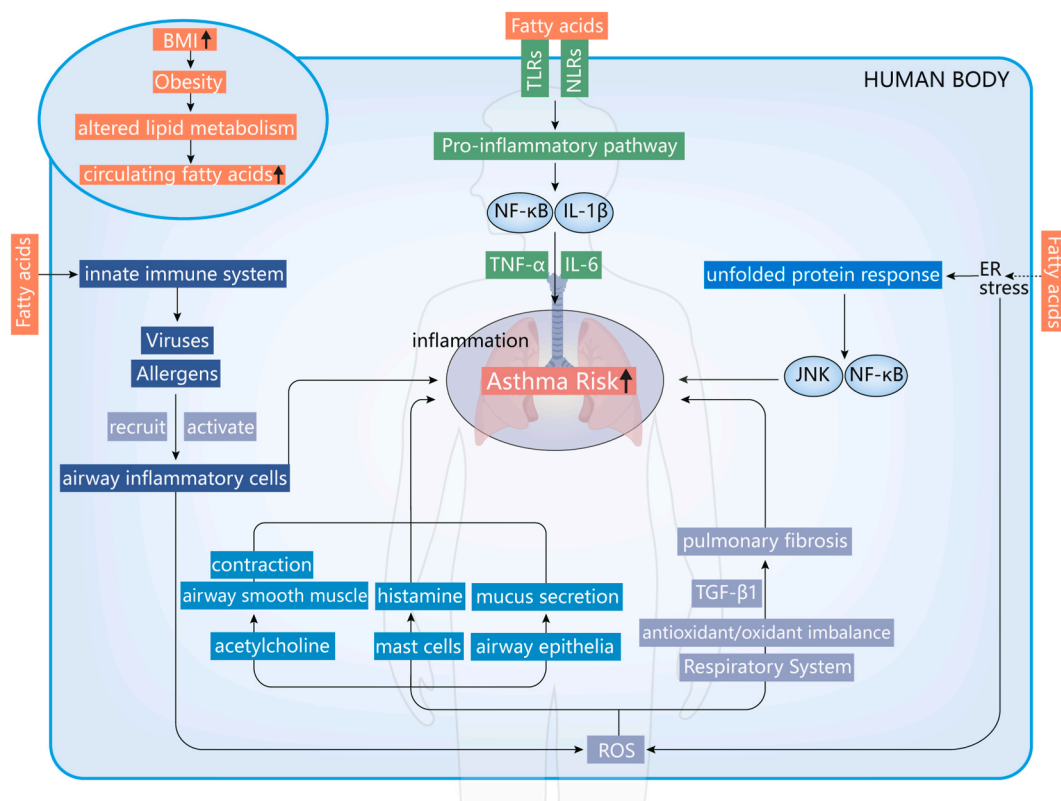 BMI
Obesity
altered lipid metabolism
circulating fatty acids
Fatty acids
TLRs
NLRs
HUMAN BODY
Pro-inflammatory pathway
NF-κB
IL-1β
TNF-α
IL-6
Fatty acids
innate immune system
Viruses
Allergens
recruit
activate
airway inflammatory cells
inflammation
Asthma Risk
Fatty acids
ER
stress
unfolded protein response
JNK
NF-κB
contraction
airway smooth muscle
acetylcholine
histamine
mast cells
mucus secretion
airway epithelia
pulmonary fibrosis
TGF-β1
antioxidant/oxidant imbalance
Respiratory System
ROS